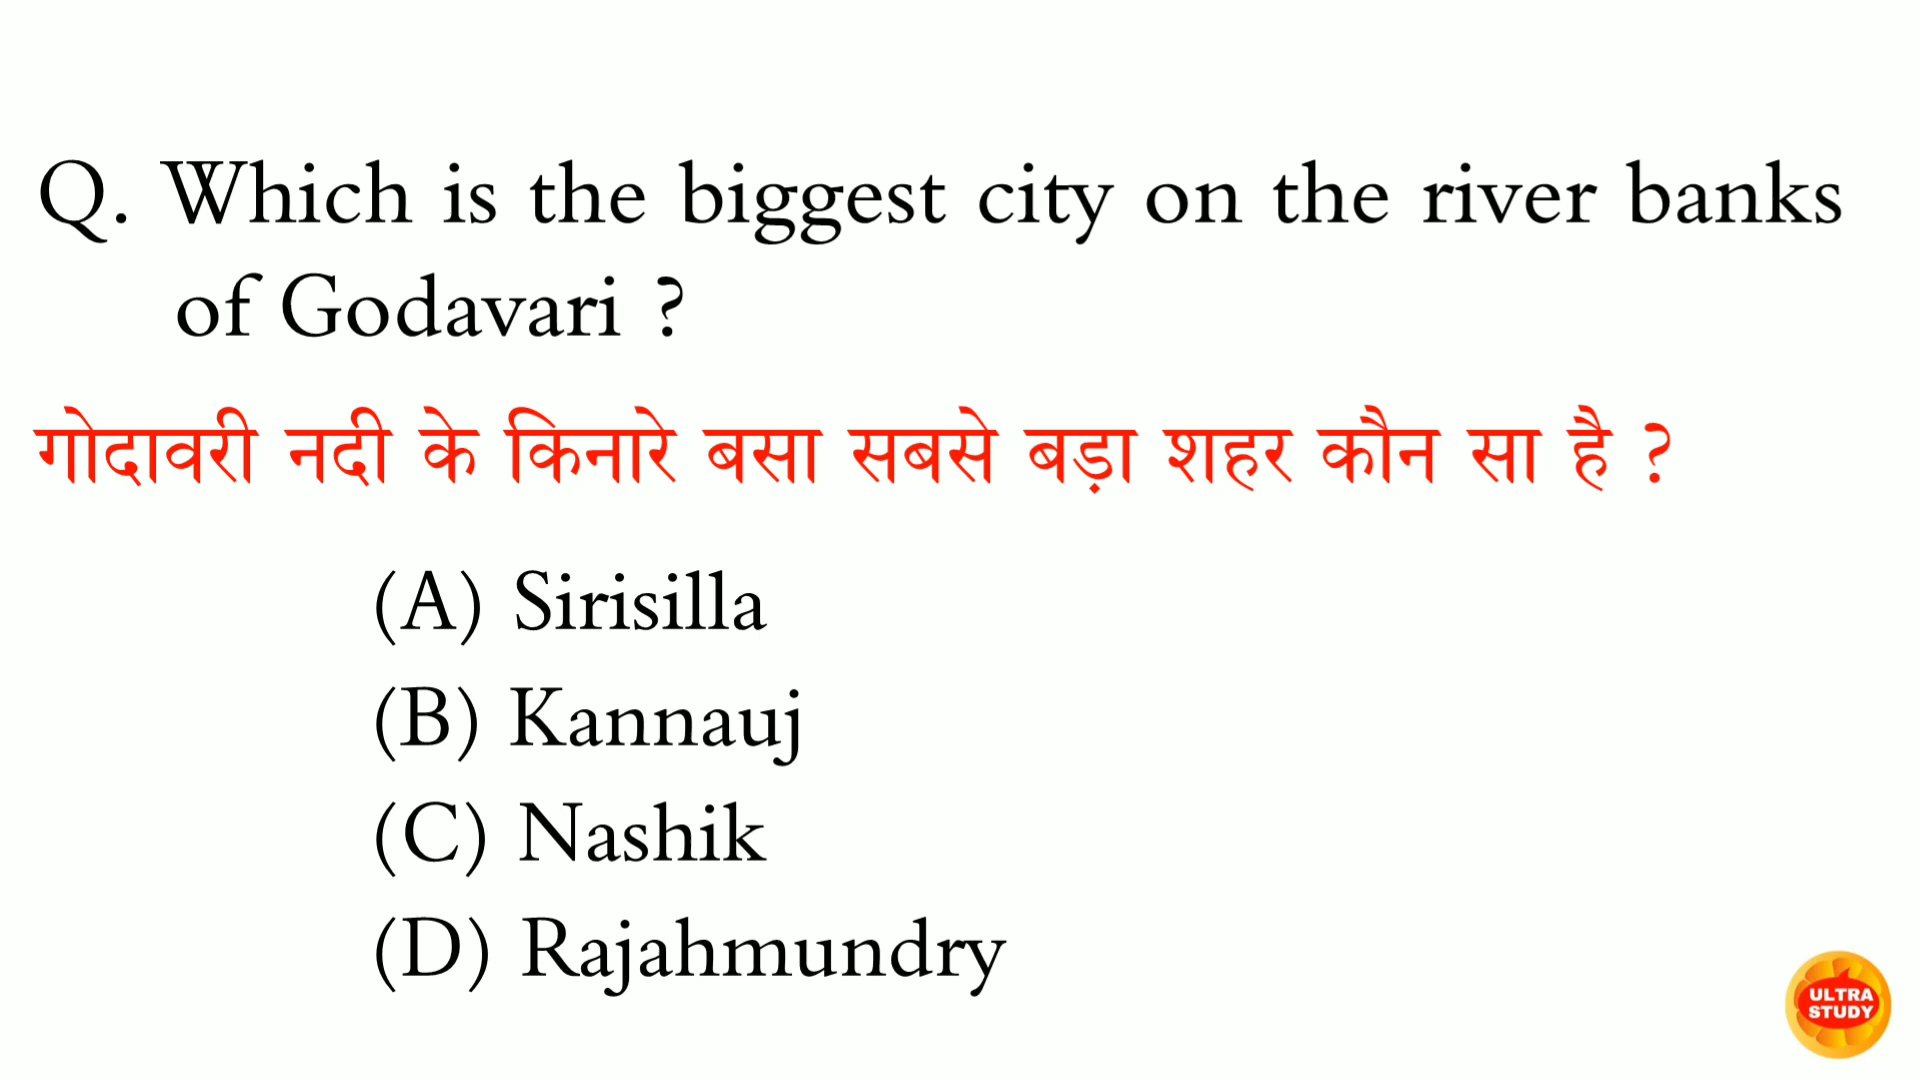 Q. Which is the biggest city on the river banks
of Godavari ?
गोदावरी नदी के किनारे बसा सबसे बड़ा शहर कौन सा है ?
(A) Sirisilla
(B) Kannauj
(C) Nashik
(D) Rajahmundry
ULTRA
STUDY